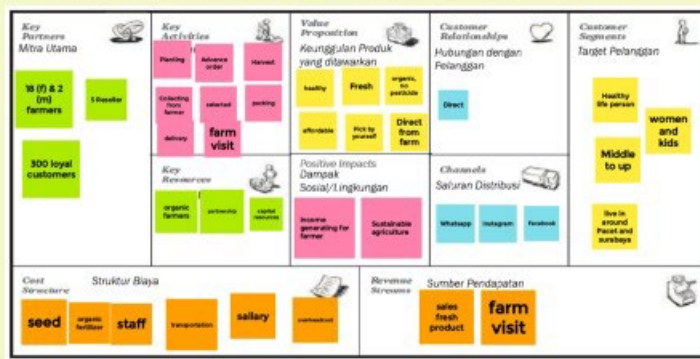 Key
Partners
Mitra Utama
18 (f) & 2
(m)
farmers
5 Reseller
300 loyal
customers
Key
Activities
Planting
Advance
order
Harvest
Collecting
from
farmer
selected
packing
delivery
farm
visit
Key
Resources
organic
farmers
partnership
capital
resources
Value
Proposition
Keunggulan Produk
yang ditawarkan
healthy
Fresh
organic,
no
pesticide
affordable
Pick by
yourself
Direct
from
farm
Positive Impacts
Dampak
Sosial/Lingkungan
Income
generating for
farmer
Sustainable
agriculture
Customer
Relationships
Hubungan dengan
Pelanggan
Direct
Channels
Saluran Distribusi
Whatsapp
Instagram
Facebook
Customer
Segments
Target Pelanggan
Healthy
life person
women
and
kids
Middle
to up
live in
around
Pacet and
surabaya
Cost
Structure
Struktur Biaya
seed
organic
fertilizer
staff
transportation
sallary
Revenue
Streams
Sumber Pendapatan
sales
fresh
product
farm
visit